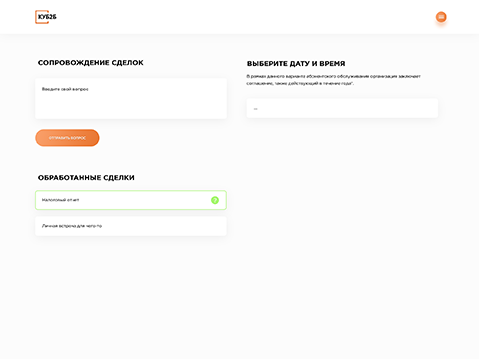 КУБ2Б
СОПРОВОЖДЕНИЕ СДЕЛОК
Введите свой вопрос
ОТПРАВИТЬ ВОПРОС
ОБРАБОТАННЫЕ СДЕЛКИ
Налоговый отчет
?
Личная встреча для чего-то
ВЫБЕРИТЕ ДАТУ И ВРЕМЯ
В рамках данного варианта абонентского обслуживания организация заключает
соглашение, также действующий в течении года".